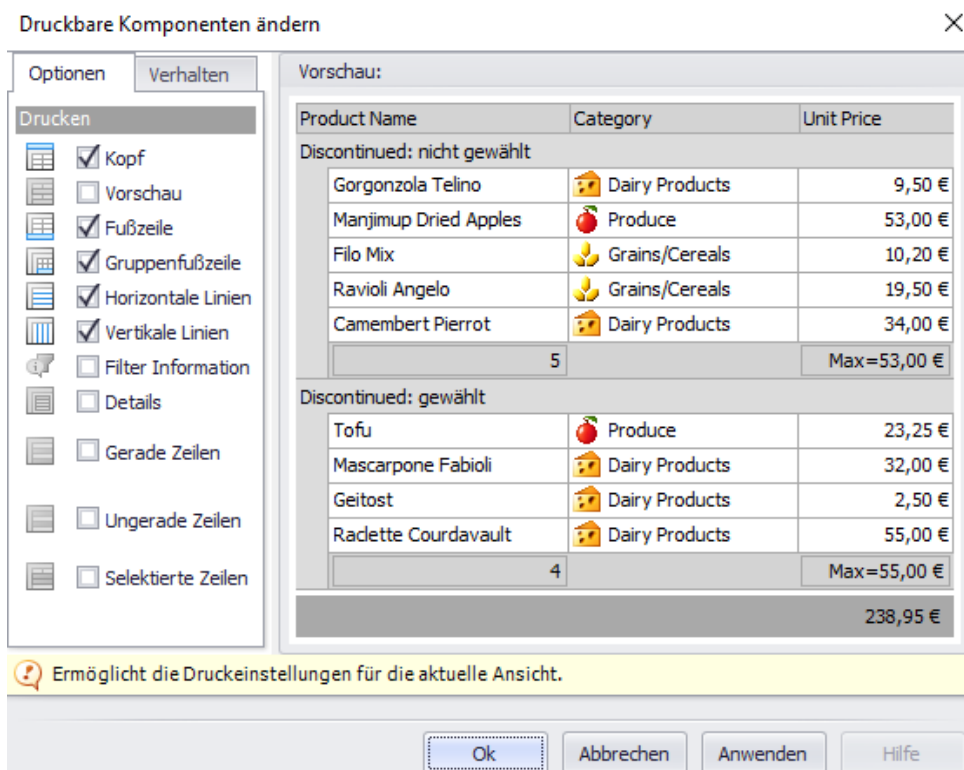 Druckbare Komponenten ändern
Optionen Verhalten
Drucken
Kopf
Vorschau
Fußzeile
Gruppenfußzeile
Horizontale Linien
Vertikale Linien
Filter Information
Details
Gerade Zeilen
Ungerade Zeilen
Selektierte Zeilen
Vorschau:
Product Name Category Unit Price
Discontinued: nicht gewählt
Gorgonzola Telino Dairy Products 9,50 €
Manjimup Dried Apples Produce 53,00 €
Filo Mix Grains/Cereals 10,20 €
Ravioli Angelo Grains/Cereals 19,50 €
Camembert Pierrot Dairy Products 34,00 €
5 Max=53,00 €
Discontinued: gewählt
Tofu Produce 23,25 €
Mascarpone Fabioli Dairy Products 32,00 €
Geitost Dairy Products 2,50 €
Raclette Courdavault Dairy Products 55,00 €
4 Max=55,00 €
238,95 €
Ermöglicht die Druckeinstellungen für die aktuelle Ansicht.
Ok Abbrechen Anwenden Hilfe